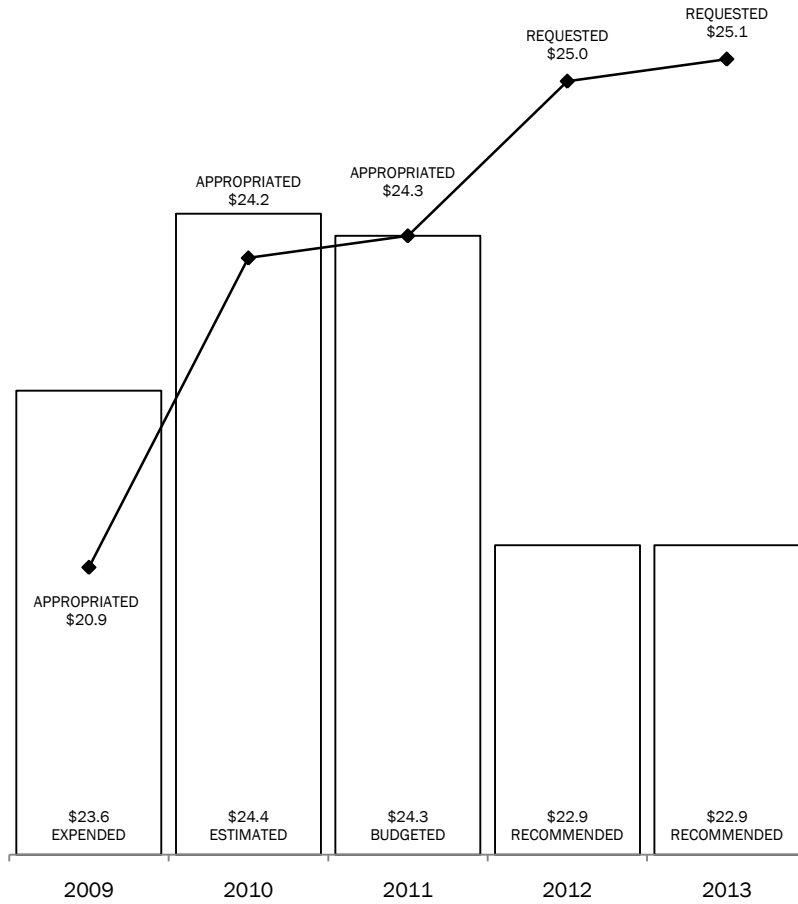 REQUESTED
$25.1
REQUESTED
$25.0
APPROPRIATED
$24.3
APPROPRIATED
$24.2
APPROPRIATED
$20.9
$23.6
EXPENDED
$24.4
ESTIMATED
$24.3
BUDGETED
$22.9
RECOMMENDED
$22.9
RECOMMENDED
2009
2010
2011
2012
2013